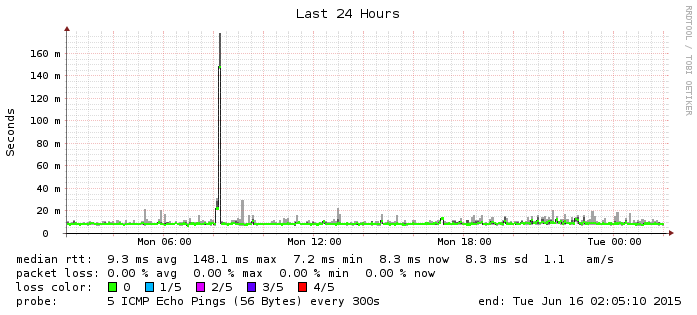 Last 24 Hours
RRDTOOL / TOBI OETIKER
Seconds
160 m
140 m
120 m
100 m
80 m
60 m
40 m
20 m
0
Mon 06:00 Mon 12:00 Mon 18:00 Tue 00:00
median rtt: 9.3 ms avg 148.1 ms max 7.2 ms min 8.3 ms now 8.3 ms sd 1.1 am/s
packet loss: 0.00 % avg 0.00 % max 0.00 % min 0.00 % now
loss color: 0 1/5 2/5 3/5 4/5
probe: 5 ICMP Echo Pings (56 Bytes) every 300s end: Tue Jun 16 02:05:10 2015